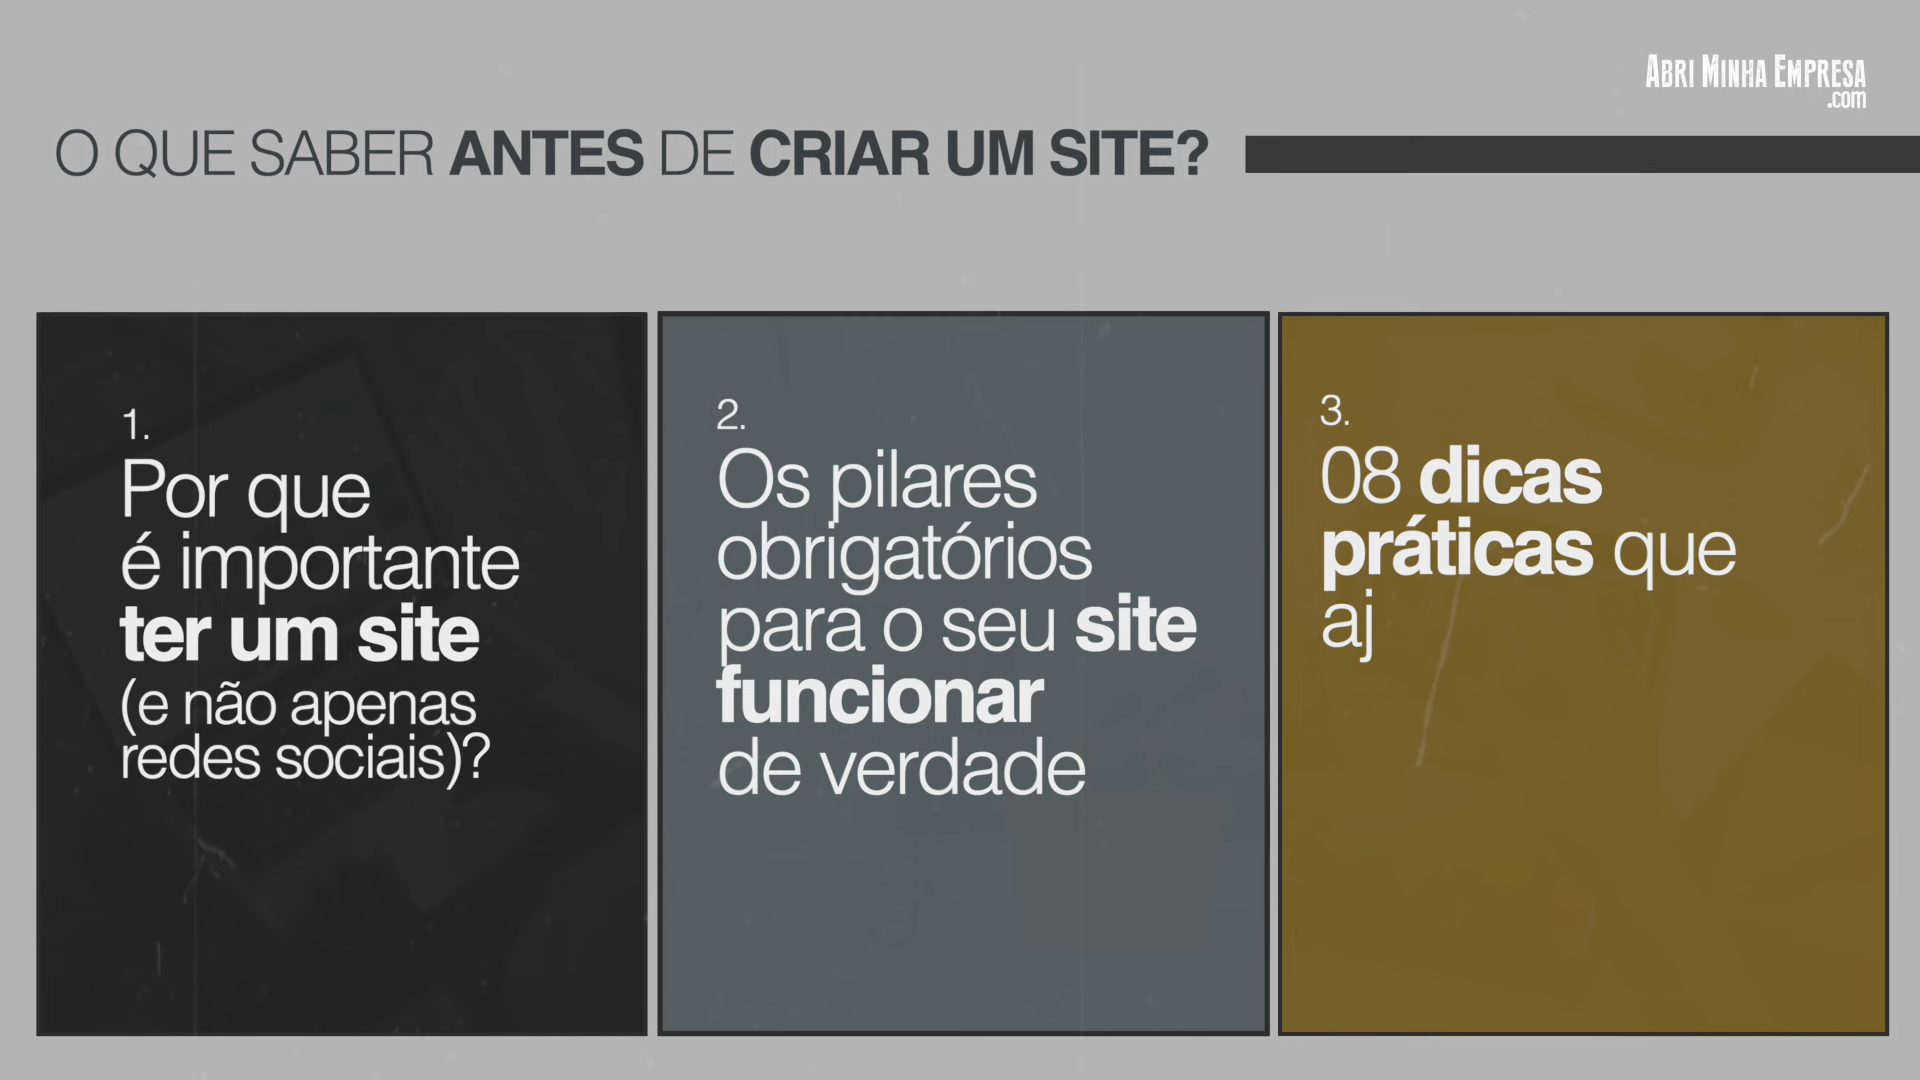 ABRI MINHA EMPRESA
.com
O QUE SABER ANTES DE CRIAR UM SITE?
1.
Por que
é importante
ter um site
(e não apenas
redes sociais)?
2.
Os pilares
obrigatórios
para o seu site
funcionar
de verdade
3.
08 dicas
práticas que
aj